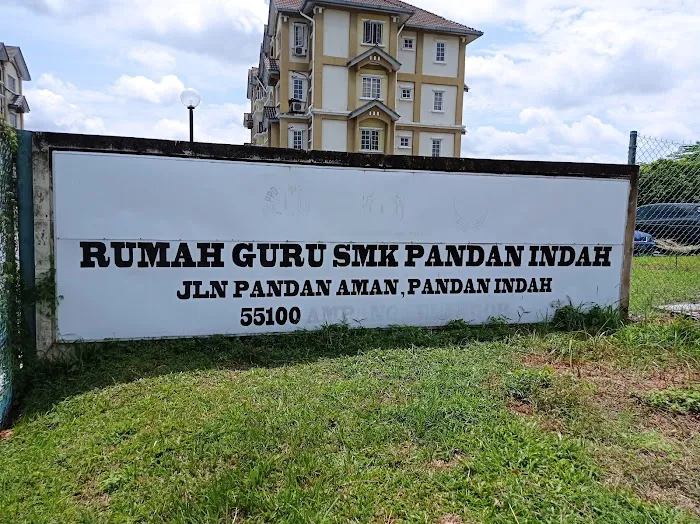 RUMAH GURU SMK PANDAN INDAH
JLN PANDAN AMAN, PANDAN INDAH
55100